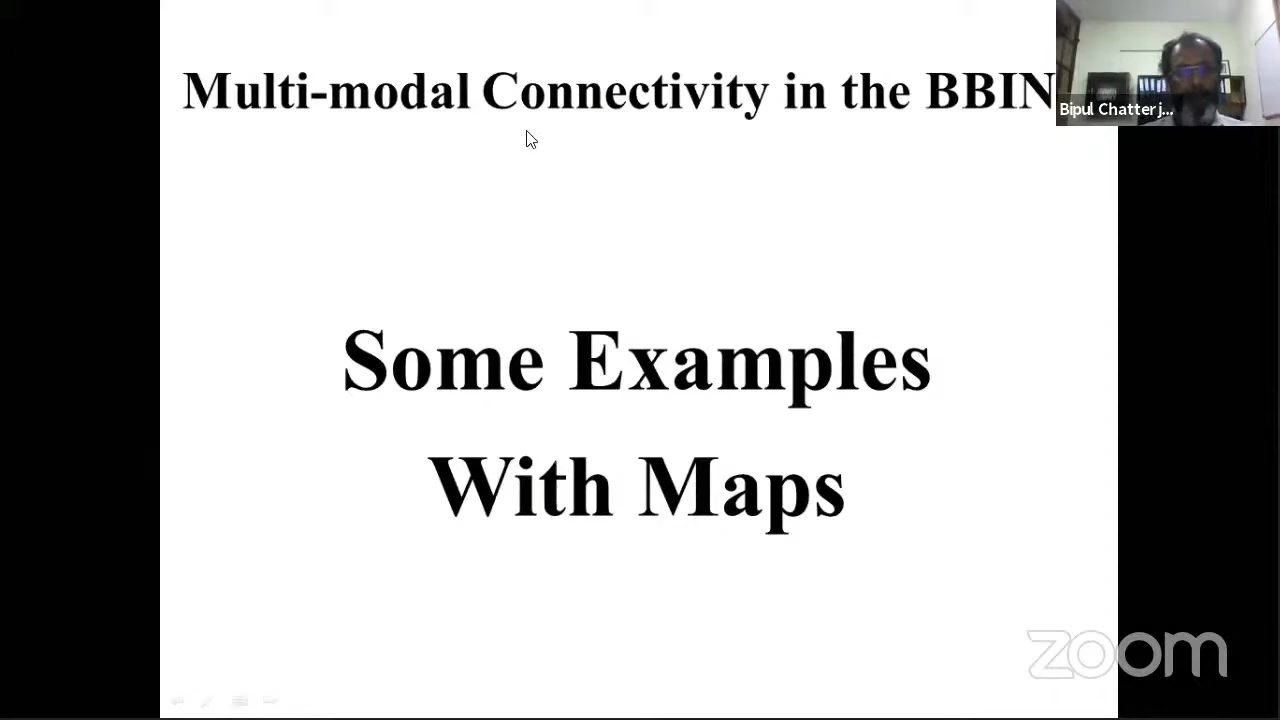 Multi-modal Connectivity in the BBIN
Bipul Chatterj...
Some Examples
With Maps
zoom